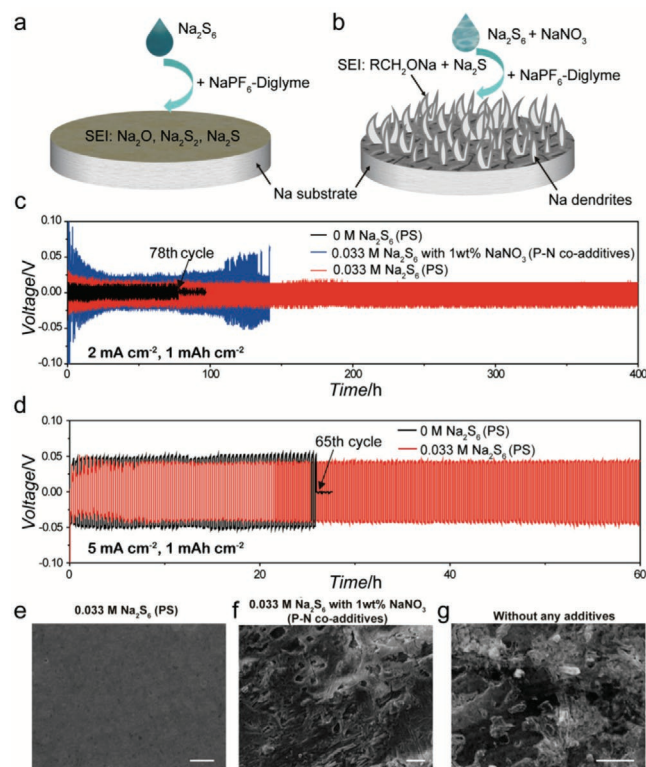 a
Na₂S₆
+ NaPF₆-Diglyme
SEI: Na₂O, Na₂S₂, Na₂S
Na substrate
b
Na₂S₆ + NaNO₃
SEI: RCH₂ONa + Na₂S
+ NaPF₆-Diglyme
Na dendrites
c
0.10
0.05
0.00
-0.05
-0.10
Voltage/V
78th cycle
0 M Na₂S₆ (PS)
0.033 M Na₂S₆ with 1wt% NaNO₃ (P-N co-additives)
0.033 M Na₂S₆ (PS)
2 mA cm⁻², 1 mAh cm⁻²
0 100 200 300 400
Time/h
d
0.10
0.05
0.00
-0.05
-0.10
Voltage/V
0 M Na₂S₆ (PS)
0.033 M Na₂S₆ (PS)
65th cycle
5 mA cm⁻², 1 mAh cm⁻²
0 20 40 60
Time/h
e
0.033 M Na₂S₆ (PS)
f
0.033 M Na₂S₆ with 1wt% NaNO₃
(P-N co-additives)
g
Without any additives